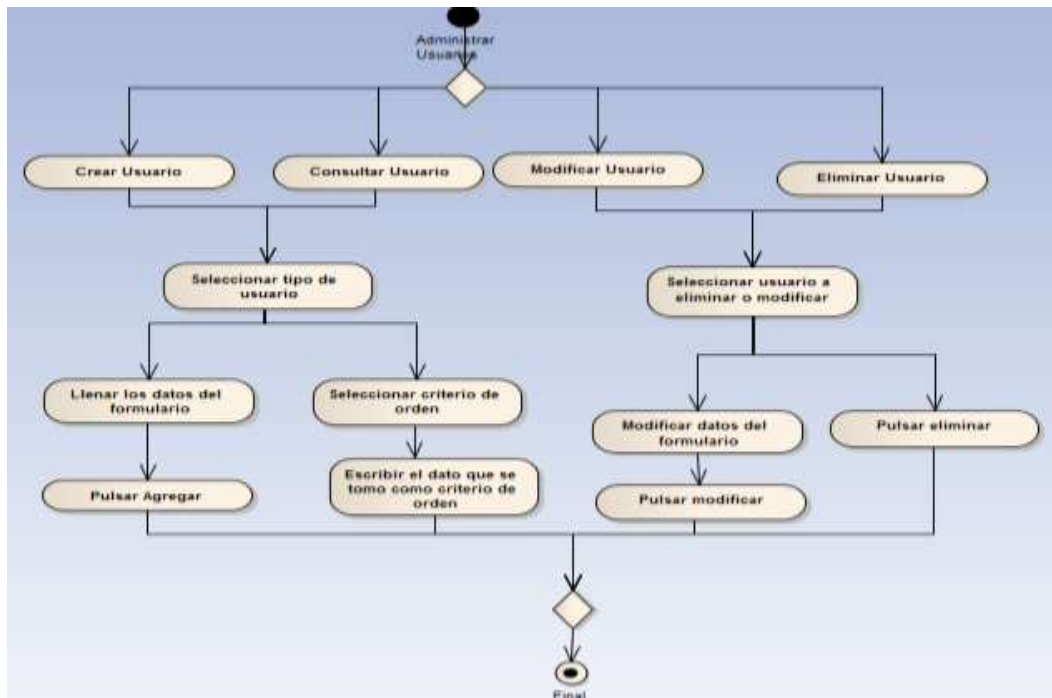 Administrar
Usuarios
Crear Usuario
Consultar Usuario
Modificar Usuario
Eliminar Usuario
Seleccionar tipo de
usuario
Seleccionar usuario a
eliminar o modificar
Llenar los datos del
formulario
Seleccionar criterio de
orden
Modificar datos del
formulario
Pulsar eliminar
Pulsar Agregar
Escribir el dato que se
tomo como criterio de
orden
Pulsar modificar
Final